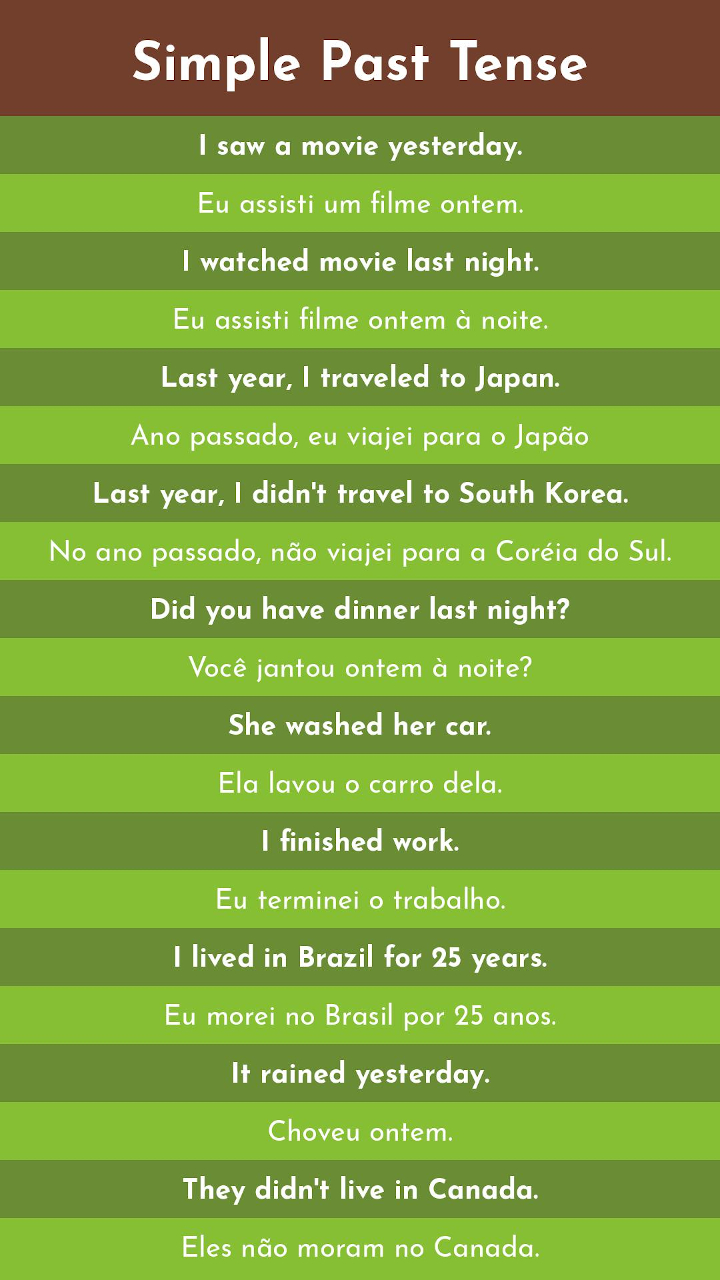 Simple Past Tense
I saw a movie yesterday.
Eu assisti um filme ontem.
I watched movie last night.
Eu assisti filme ontem à noite.
Last year, I traveled to Japan.
Ano passado, eu viajei para o Japão
Last year, I didn't travel to South Korea.
No ano passado, não viajei para a Coréia do Sul.
Did you have dinner last night?
Você jantou ontem à noite?
She washed her car.
Ela lavou o carro dela.
I finished work.
Eu terminei o trabalho.
I lived in Brazil for 25 years.
Eu morei no Brasil por 25 anos.
It rained yesterday.
Choveu ontem.
They didn't live in Canada.
Eles não moram no Canada.